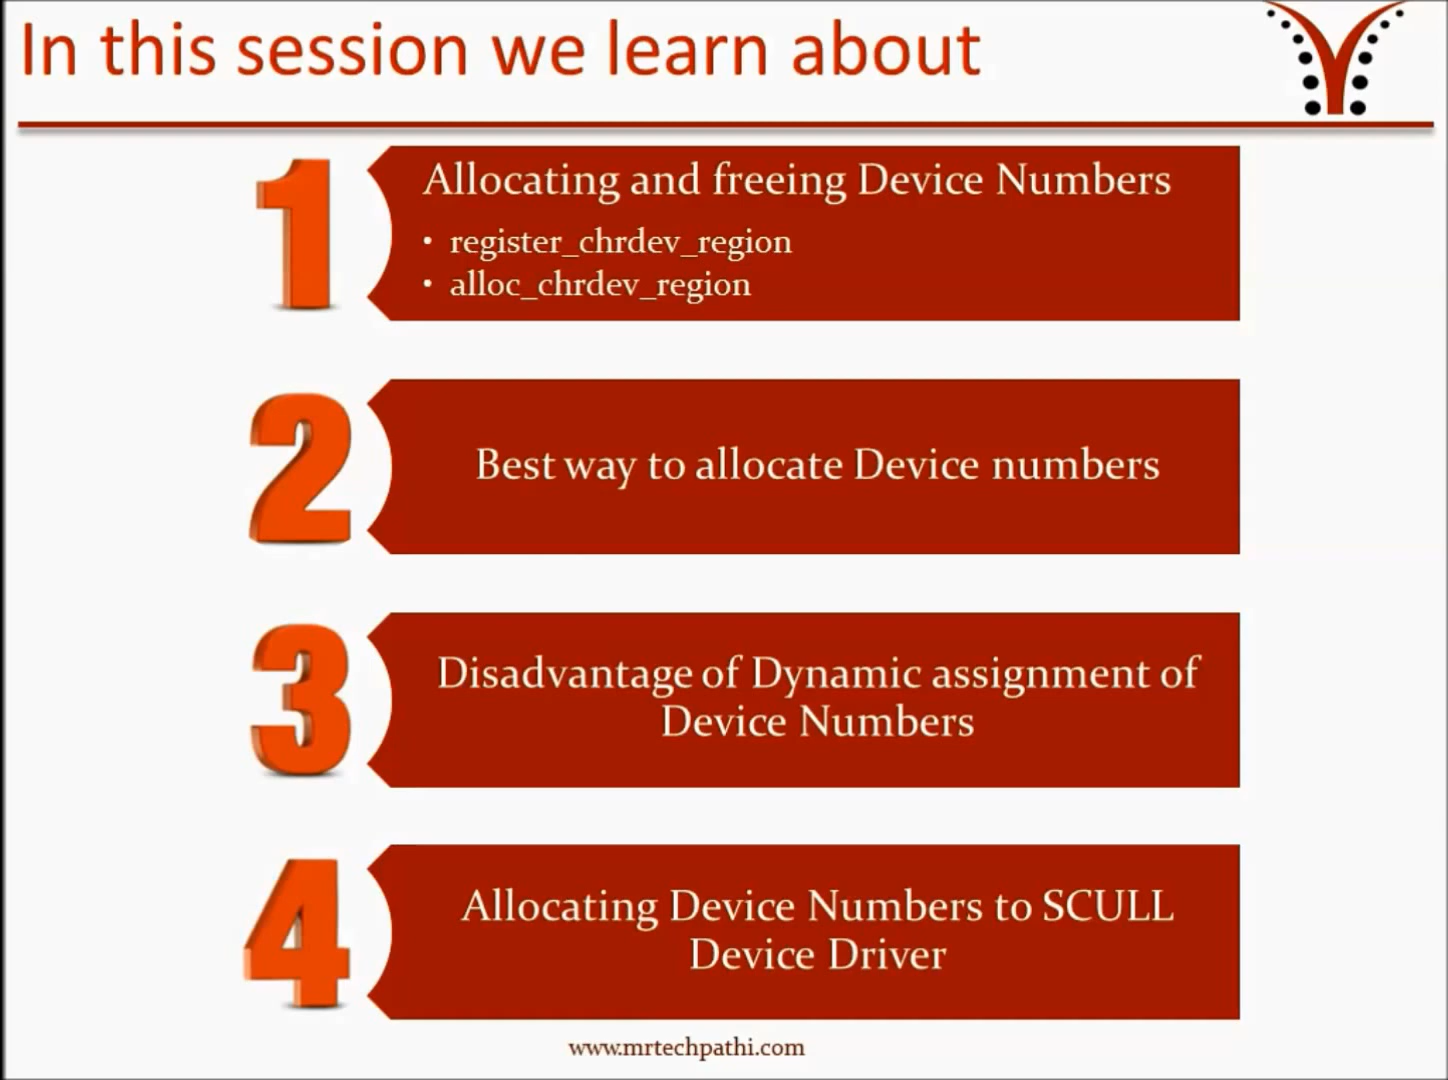 In this session we learn about
1
Allocating and freeing Device Numbers
• register_chrdev_region
• alloc_chrdev_region
2
Best way to allocate Device numbers
3
Disadvantage of Dynamic assignment of
Device Numbers
4
Allocating Device Numbers to SCULL
Device Driver
www.mrtechpathi.com